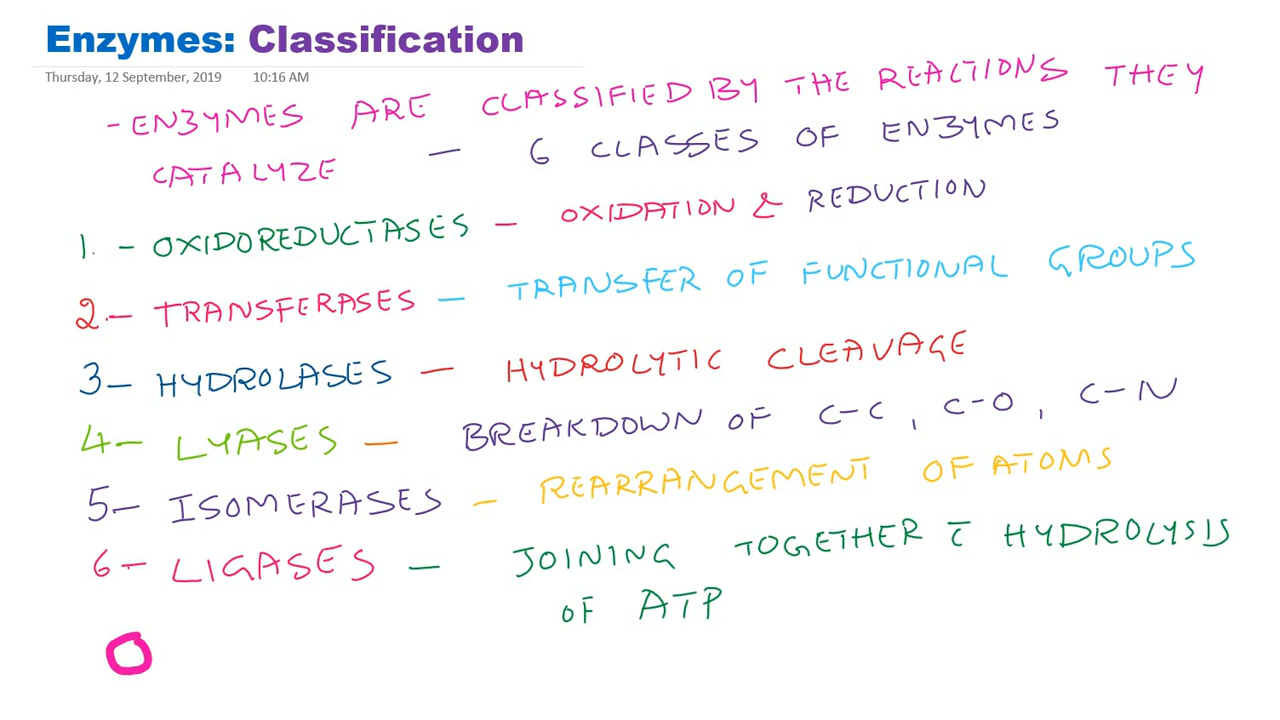 Enzymes: Classification
Thursday, 12 September, 2019 10:16 AM
- ENZYMES ARE CLASSIFIED BY THE REACTIONS THEY
CATALYZE — 6 CLASSES OF ENZYMES
1. - OXIDOREDUCTASES - OXIDATION & REDUCTION
2.- TRANSFERASES - TRANSFER OF FUNCTIONAL GROUPS
3- HYDROLASES - HYDROLYTIC CLEAVAGE
4- LYASES - BREAKDOWN OF C-C, C-O, C-N
5- ISOMERASES - REARRANGEMENT OF ATOMS
6- LIGASES - JOINING TOGETHER c̄ HYDROLYSIS
OF ATP